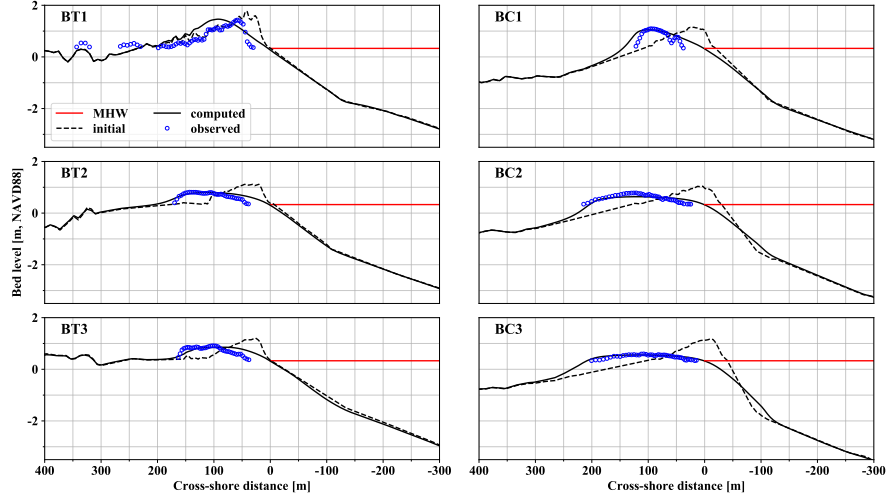 BT1
BC1
2
0
-2
MHW
initial
computed
observed
BT2
BC2
2
0
-2
Bed level [m, NAVD88]
BT3
BC3
2
0
-2
400 300 200 100 0 -100 -200 -300
400 300 200 100 0 -100 -200 -300
Cross-shore distance [m]
Cross-shore distance [m]